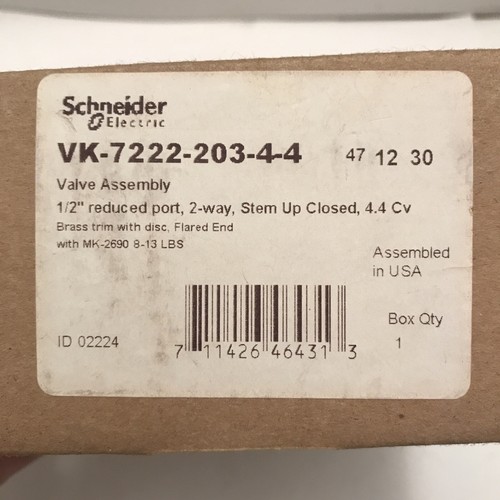 Schneider
Electric
VK-7222-203-4-4 47 12 30
Valve Assembly
1/2" reduced port, 2-way, Stem Up Closed, 4.4 Cv
Brass trim with disc, Flared End
with MK-2690 8-13 LBS
Assembled
in USA
Box Qty
1
ID 02224
7 11426 46431 3